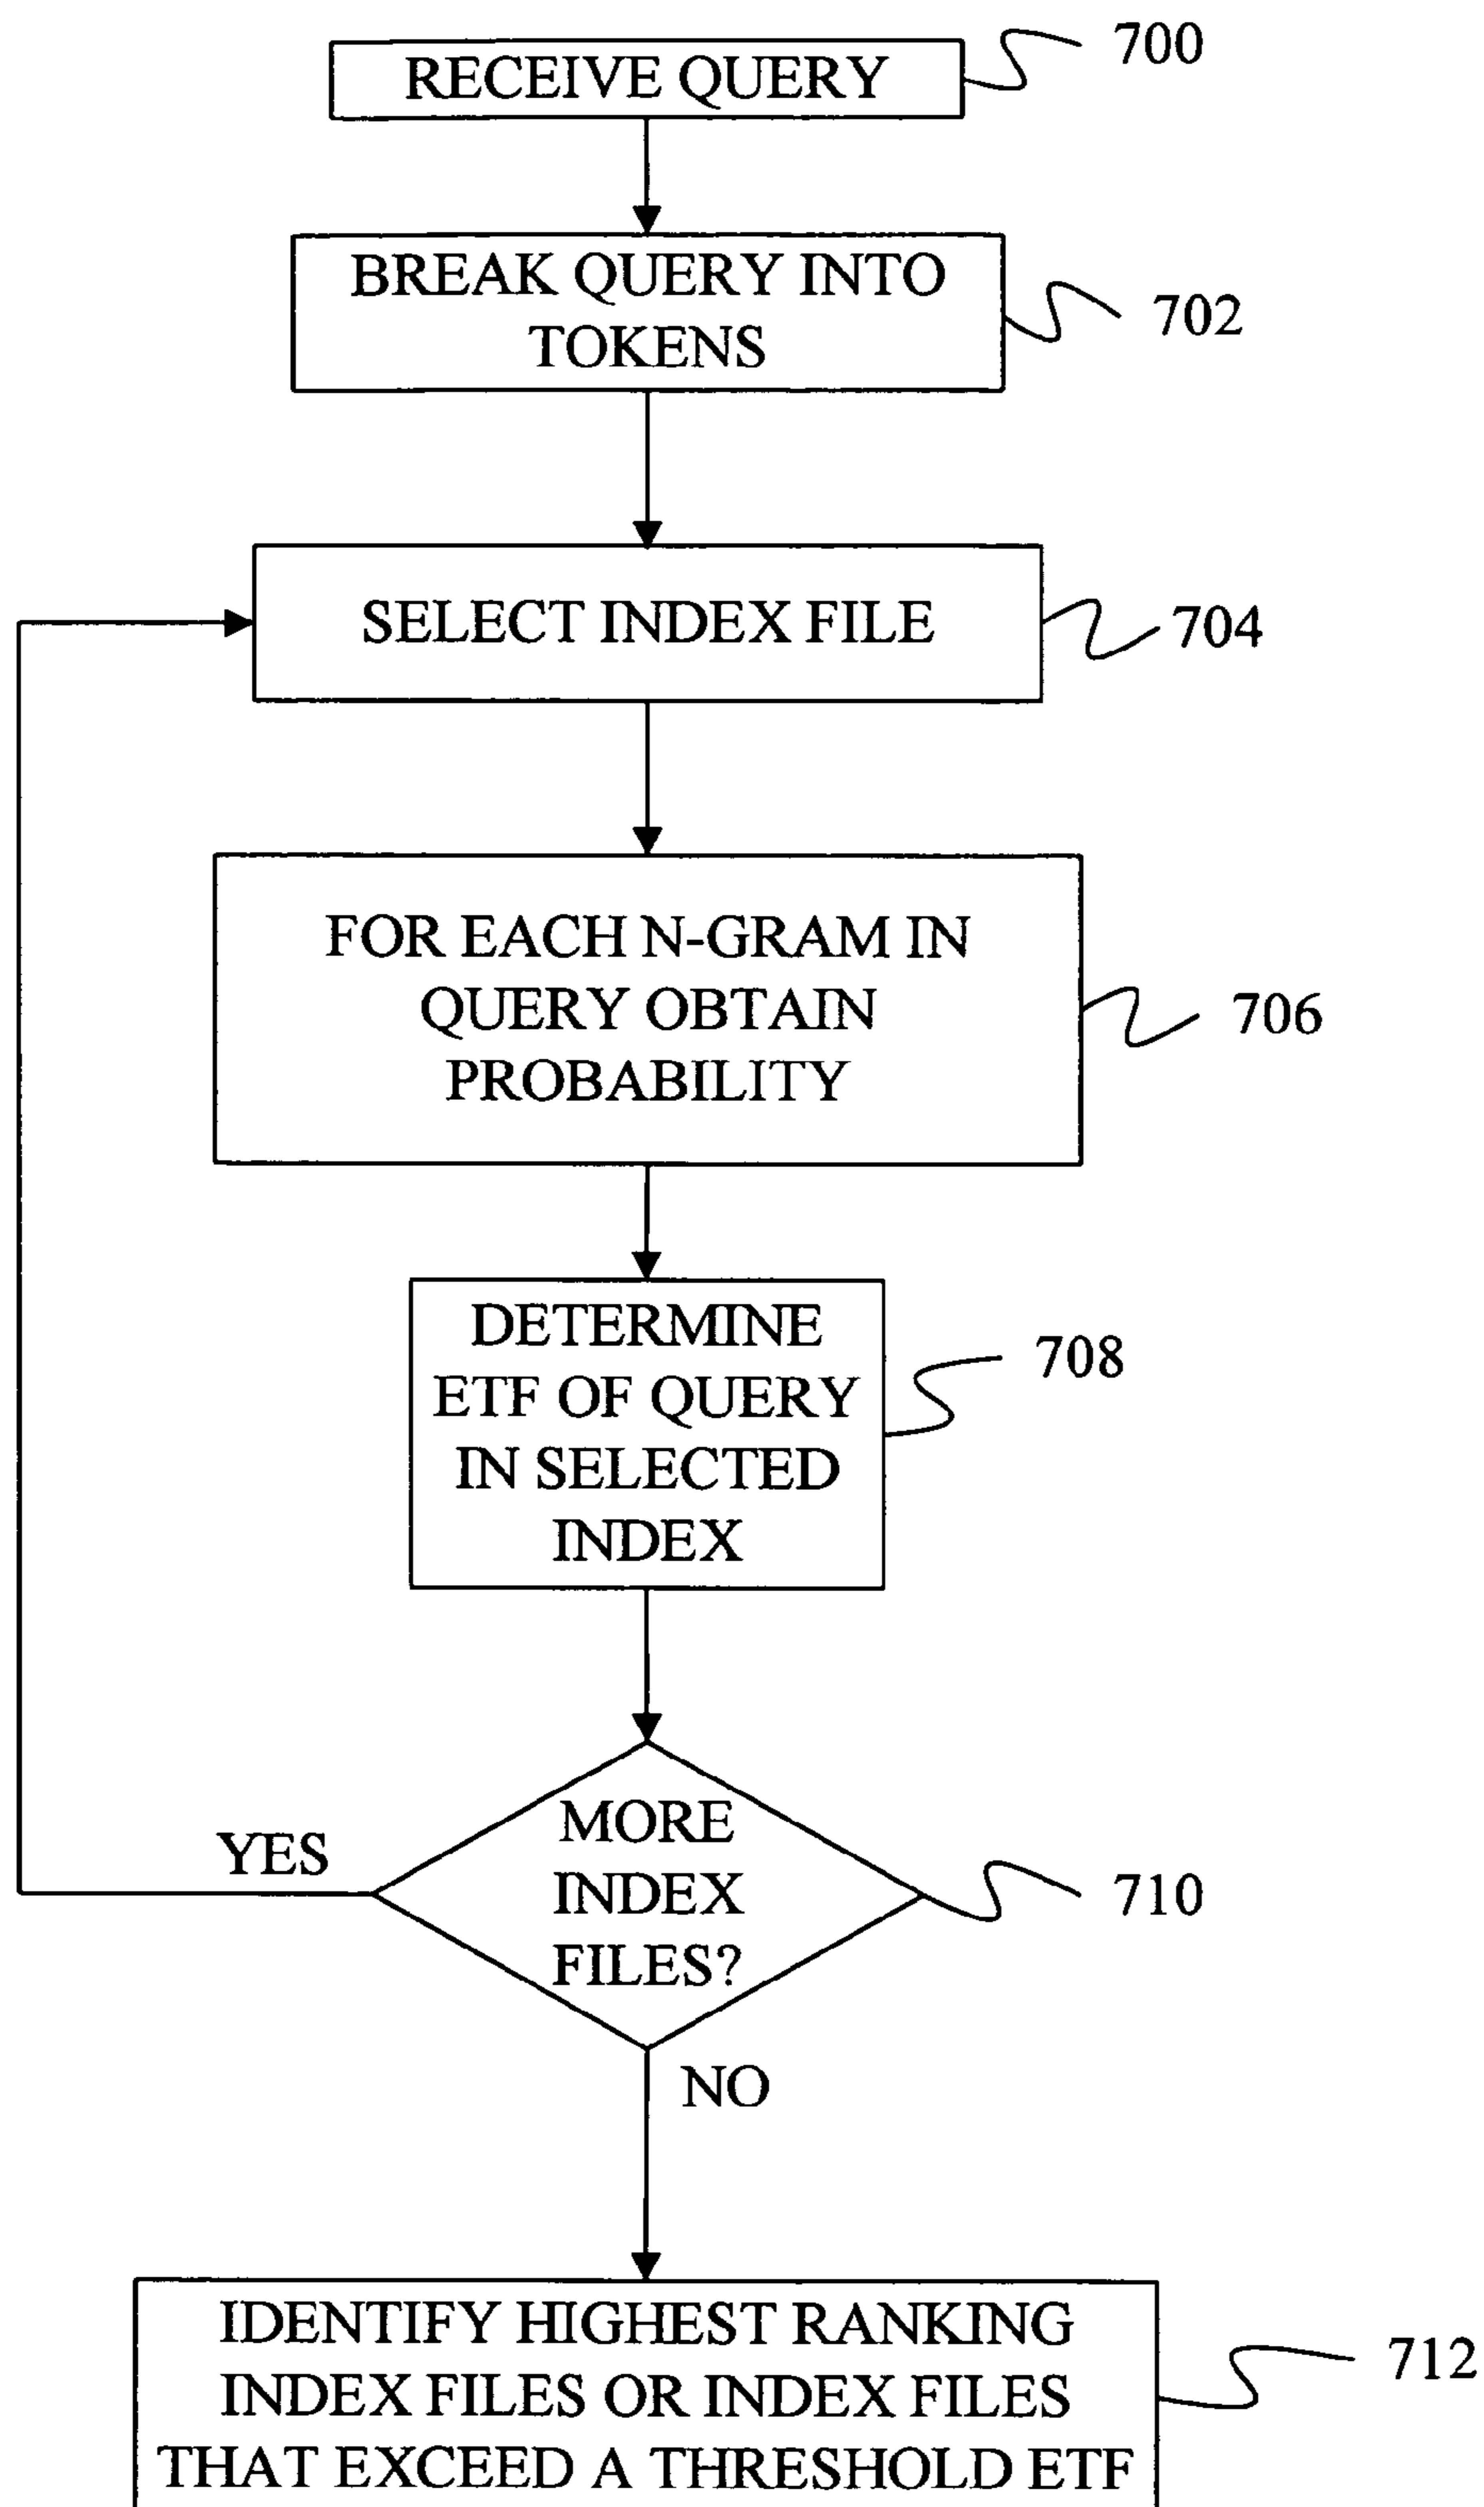 700
RECEIVE QUERY
BREAK QUERY INTO
TOKENS
702
SELECT INDEX FILE
704
FOR EACH N-GRAM IN
QUERY OBTAIN
PROBABILITY
706
DETERMINE
ETF OF QUERY
IN SELECTED
INDEX
708
MORE
INDEX
FILES?
YES
710
NO
IDENTIFY HIGHEST RANKING
INDEX FILES OR INDEX FILES
THAT EXCEED A THRESHOLD ETF
712